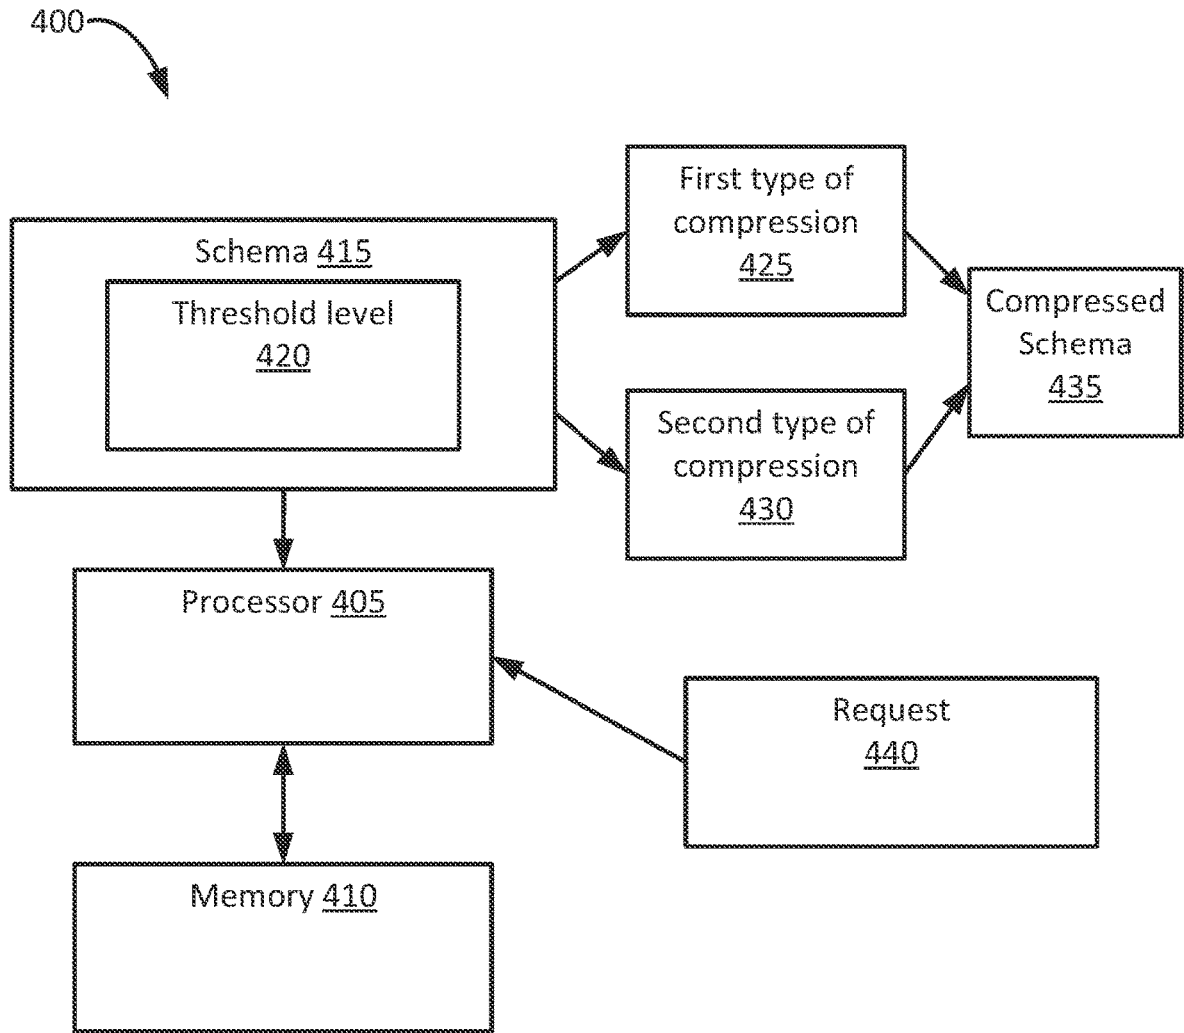 400
First type of
compression
425
Schema 415
Threshold level
420
Compressed
Schema
435
Second type of
compression
430
Processor 405
Request
440
Memory 410